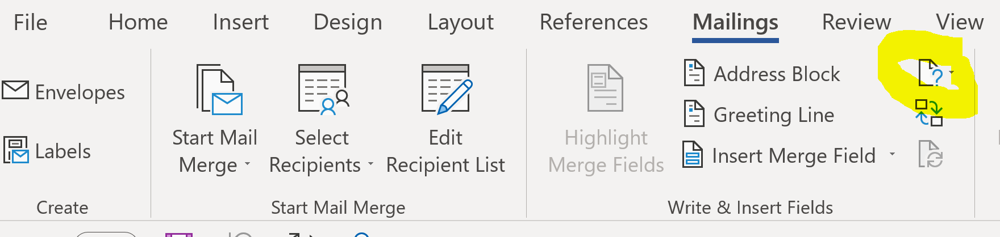 File Home Insert Design Layout References Mailings Review View
Envelopes
Labels
Create
Start Mail
Merge
Select
Recipients
Edit
Recipient List
Start Mail Merge
Highlight
Merge Fields
Address Block
Greeting Line
Insert Merge Field
?
Write & Insert Fields